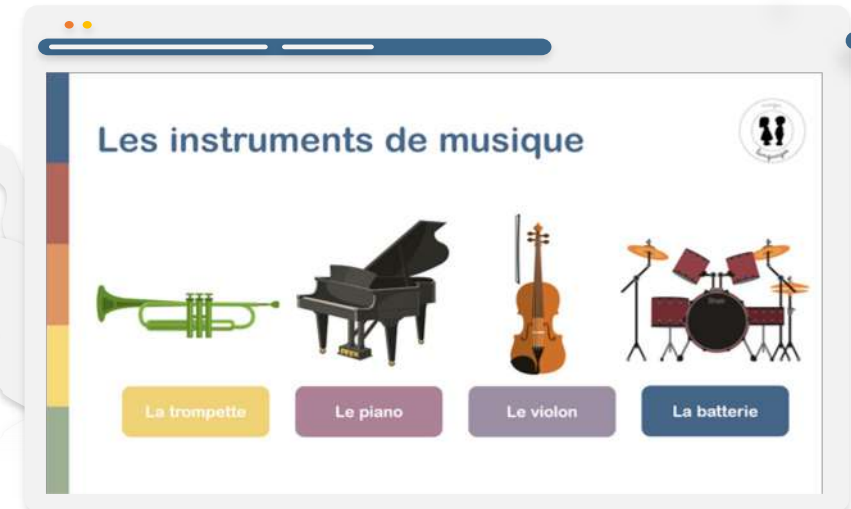 Les instruments de musique
La trompette
Le piano
Le violon
La batterie